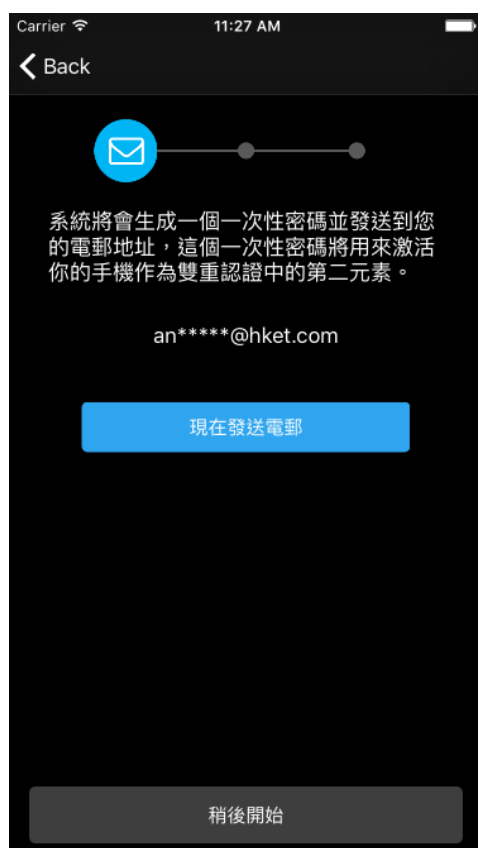 Carrier
11:27 AM
Back
系統將會生成一個一次性密碼並發送到您
的電郵地址，這個一次性密碼將用來激活
你的手機作為雙重認證中的第二元素。
an*****@hket.com
現在發送電郵
稍後開始